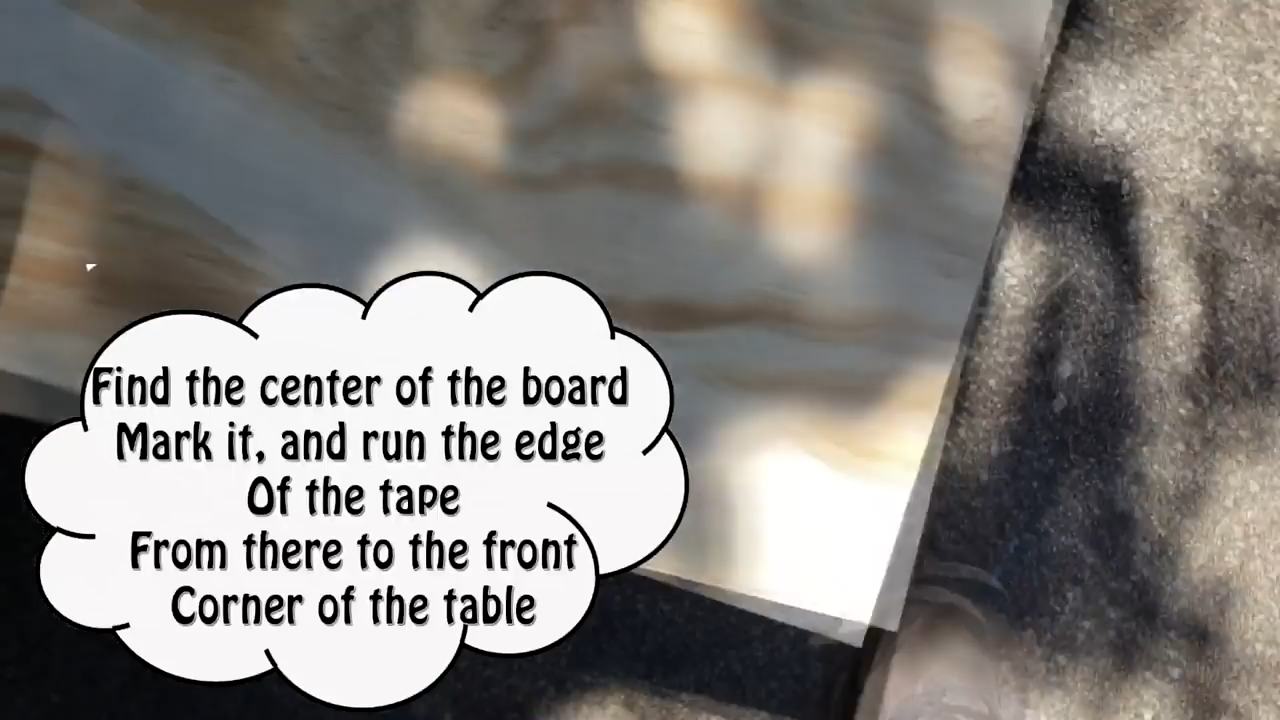 Find the center of the board
Mark it, and run the edge
Of the tape
From there to the front
Corner of the table